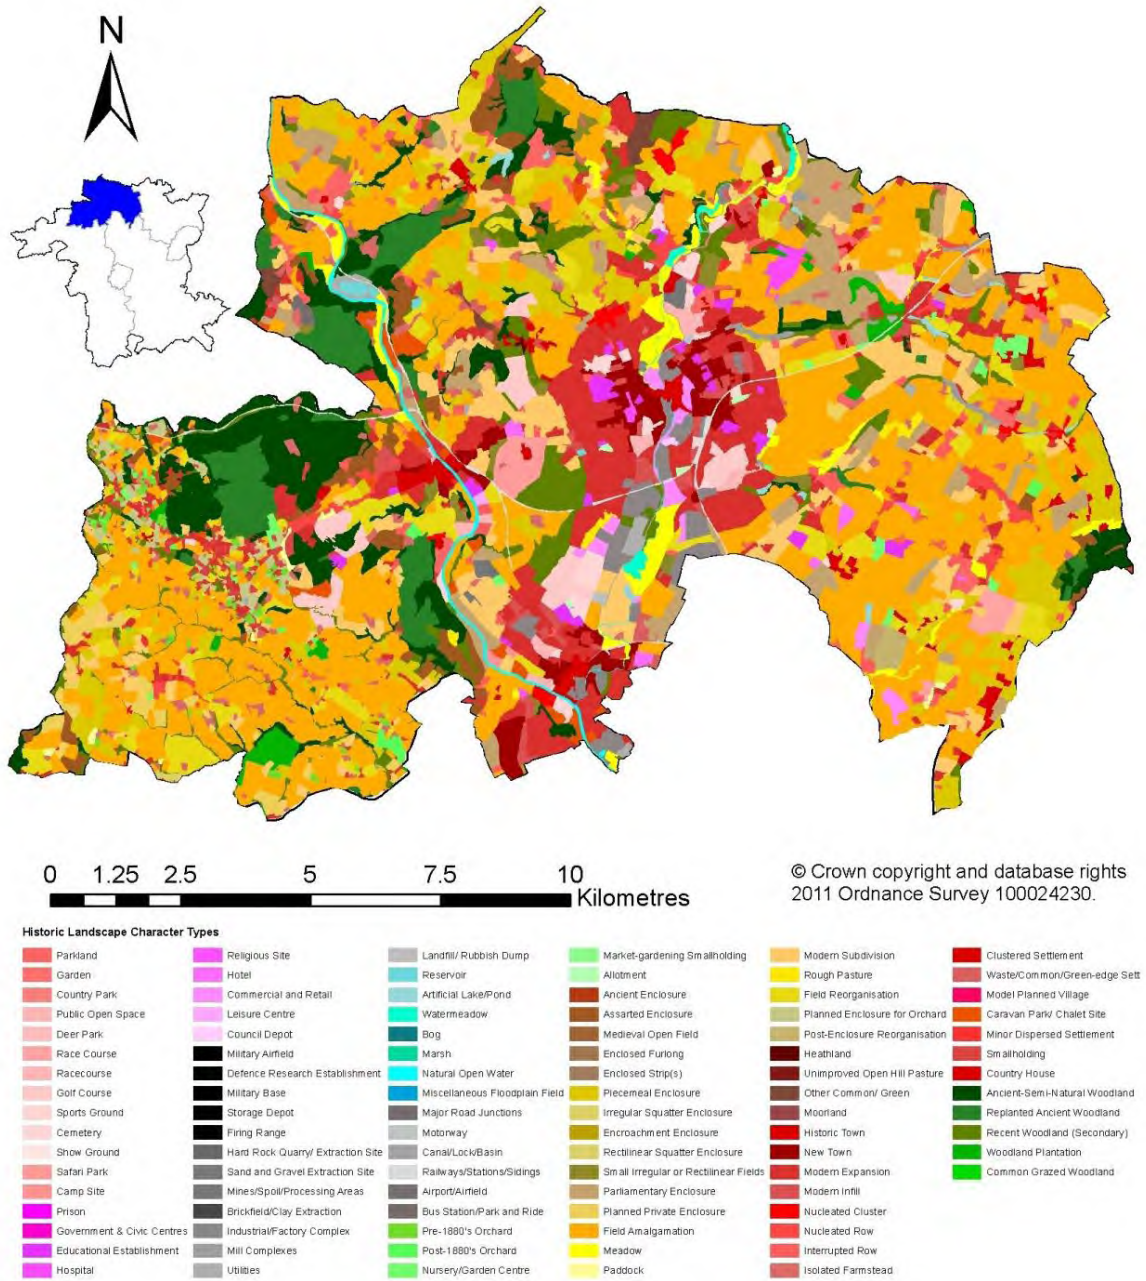 N
0 1.25 2.5 5 7.5 10
Kilometres
© Crown copyright and database rights
2011 Ordnance Survey 100024230.
Historic Landscape Character Types
Parkland
Garden
Country Park
Public Open Space
Deer Park
Race Course
Racecourse
Golf Course
Sports Ground
Cemetery
Show Ground
Safari Park
Camp Site
Prison
Government & Civic Centres
Educational Establishment
Hospital
Religious Site
Hotel
Commercial and Retail
Leisure Centre
Council Depot
Military Airfield
Defence Research Establishment
Military Base
Storage Depot
Firing Range
Hard Rock Quarry/ Extraction Site
Sand and Gravel Extraction Site
Mines/Spoil/Processing Areas
Brickfield/Clay Extraction
Industrial/Factory Complex
Mill Complexes
Utilities
Landfill/ Rubbish Dump
Reservoir
Artificial Lake/Pond
Watermeadow
Bog
Marsh
Natural Open Water
Miscellaneous Floodplain Field
Major Road Junctions
Motorway
Canal/Lock/Basin
Railways/Stations/Sidings
Airport/Airfield
Bus Station/Park and Ride
Pre-1880's Orchard
Post-1880's Orchard
Nursery/Garden Centre
Market-gardening Smallholding
Allotment
Ancient Enclosure
Assarted Enclosure
Medieval Open Field
Enclosed Furlong
Enclosed Strip(s)
Piecemeal Enclosure
Irregular Squatter Enclosure
Encroachment Enclosure
Rectilinear Squatter Enclosure
Small Irregular or Rectilinear Fields
Parliamentary Enclosure
Planned Private Enclosure
Field Amalgamation
Meadow
Paddock
Modern Subdivision
Rough Pasture
Field Reorganisation
Planned Enclosure for Orchard
Post-Enclosure Reorganisation
Heathland
Unimproved Open Hill Pasture
Other Common/ Green
Moorland
Historic Town
New Town
Modern Expansion
Modern Infill
Nucleated Cluster
Nucleated Row
Interrupted Row
Isolated Farmstead
Clustered Settlement
Waste/Common/Green-edge Sett
Model Planned Village
Caravan Park/ Chalet Site
Minor Dispersed Settlement
Smallholding
Country House
Ancient-Semi-Natural Woodland
Replanted Ancient Woodland
Recent Woodland (Secondary)
Woodland Plantation
Common Grazed Woodland